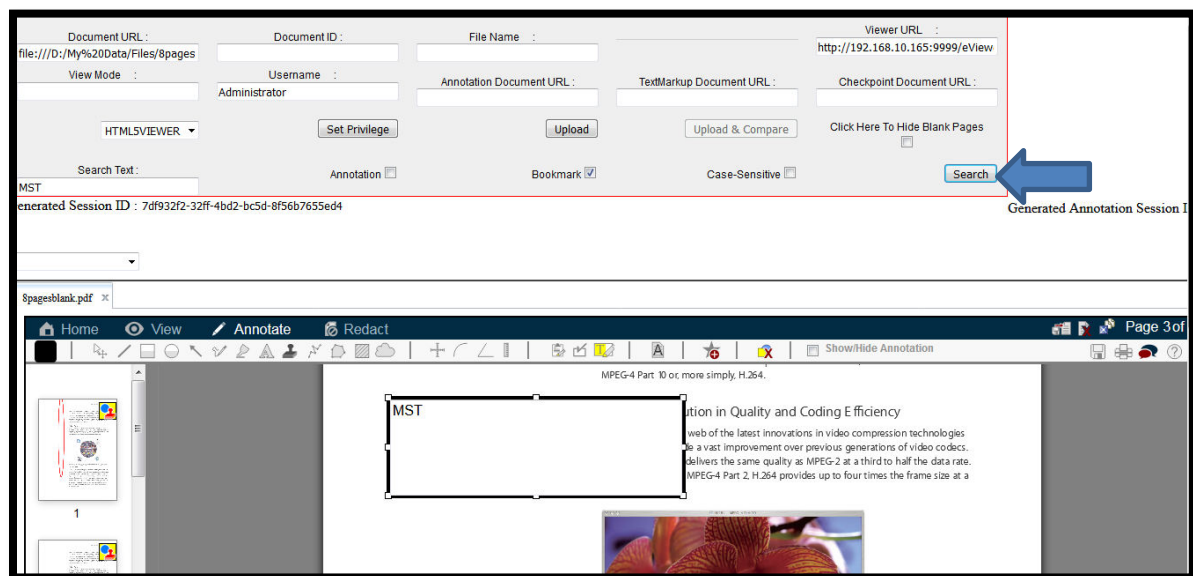 Document URL :
Document ID :
File Name :
Viewer URL :
file:///D:/My%20Data/Files/8pages
http://192.168.10.165:9999/eView
View Mode :
Username :
Annotation Document URL :
TextMarkup Document URL :
Checkpoint Document URL :
Administrator
HTML5VIEWER
Set Privilege
Upload
Upload & Compare
Click Here To Hide Blank Pages
Search Text :
Annotation
Bookmark
Case-Sensitive
Search
MST
enerated Session ID : 7df932f2-32ff-4bd2-bc5d-8f56b7655ed4
Generated Annotation Session I
8pagesblank.pdf
Home
View
Annotate
Redact
Page 3of
Show/Hide Annotation
MPEG-4 Part 10 or, more simply, H.264.
MST
ution in Quality and Coding Efficiency
web of the latest innovations in video compression technologies
e a vast improvement over previous generations of video codecs.
delivers the same quality as MPEG-2 at a third to half the data rate.
MPEG-4 Part 2, H.264 provides up to four times the frame size at a
1